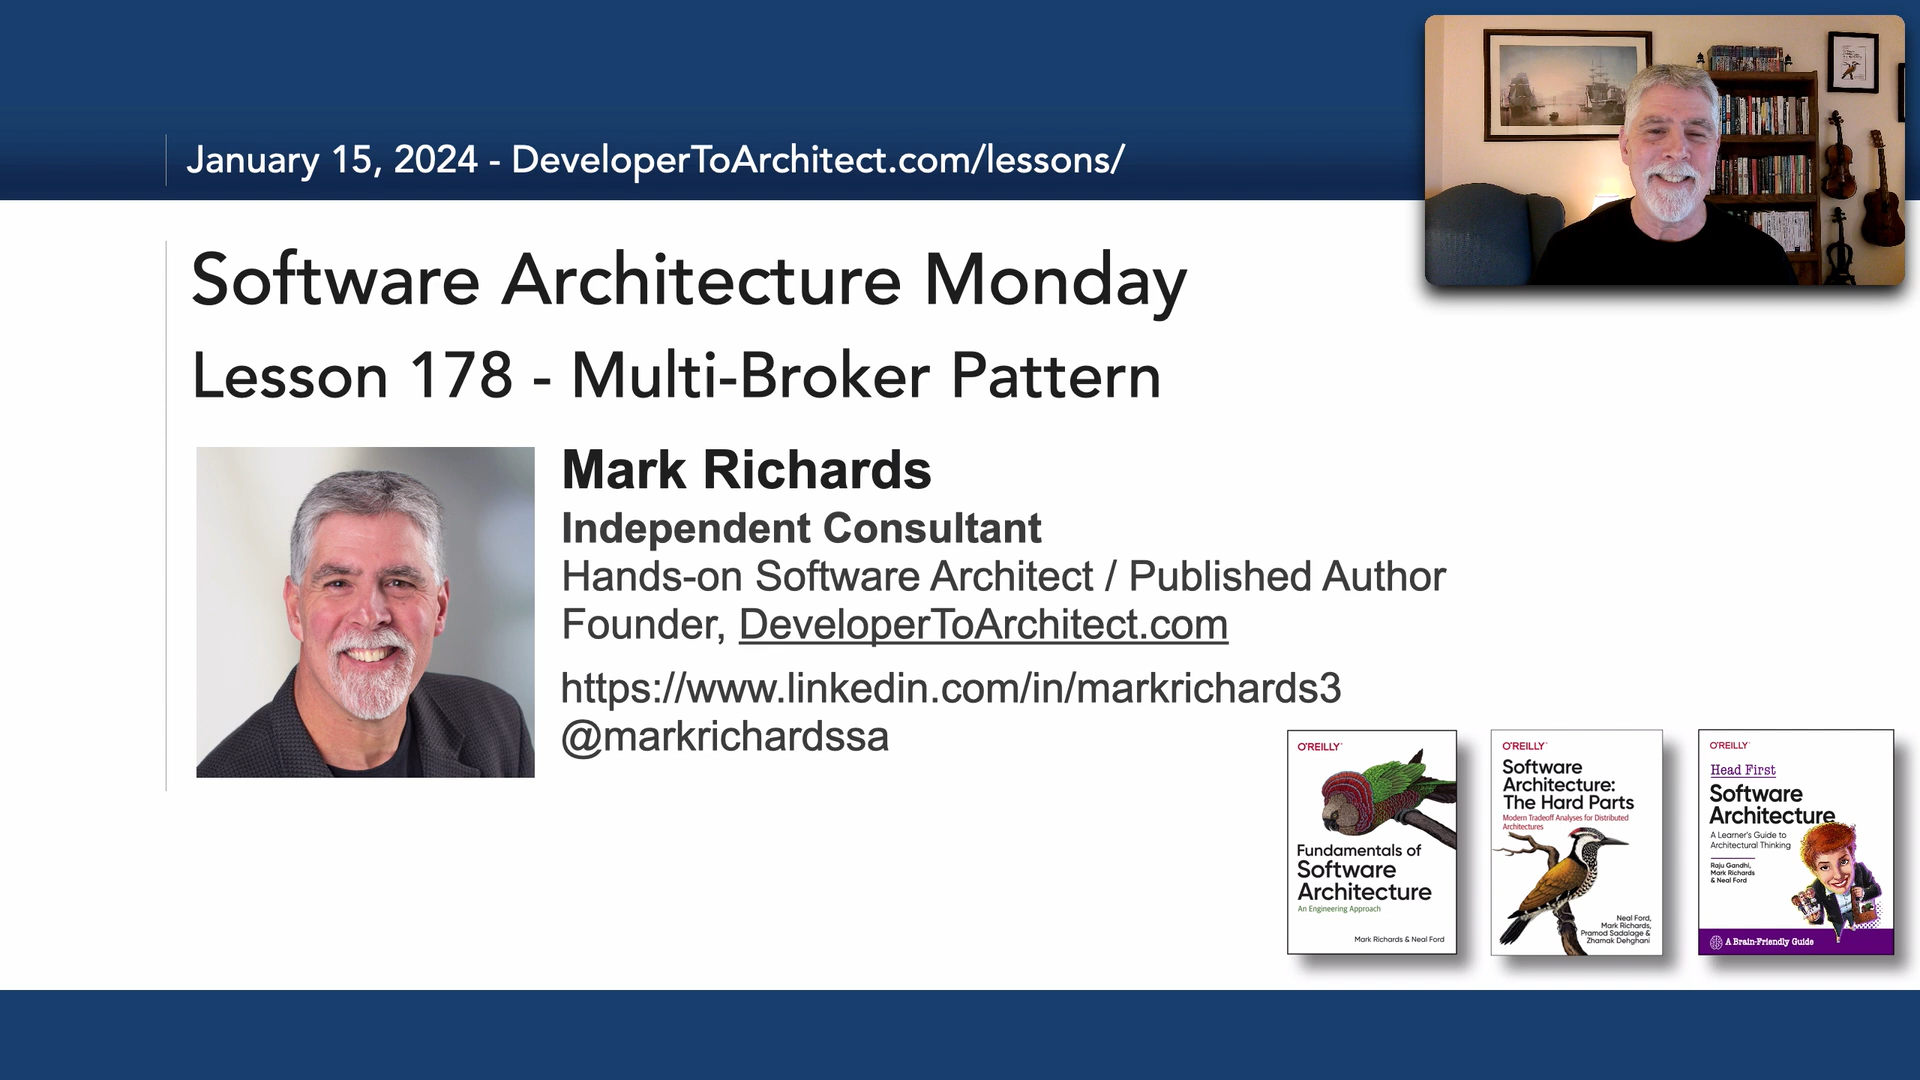 January 15, 2024 - DeveloperToArchitect.com/lessons/
Software Architecture Monday
Lesson 178 - Multi-Broker Pattern
Mark Richards
Independent Consultant
Hands-on Software Architect / Published Author
Founder, DeveloperToArchitect.com
https://www.linkedin.com/in/markrichards3
@markrichardssa
O'REILLY
Fundamentals of
Software
Architecture
An Engineering Approach
Mark Richards & Neal Ford
O'REILLY
Software
Architecture:
The Hard Parts
Modern Tradeoff Analyses for Distributed
Architectures
Neal Ford,
Mark Richards,
Pramod Sadalage &
Zhamak Dehghani
O'REILLY
Head First
Software
Architecture
A Learner's Guide to
Architectural Thinking
Raju Gandhi,
Mark Richards
& Neal Ford
A Brain-Friendly Guide